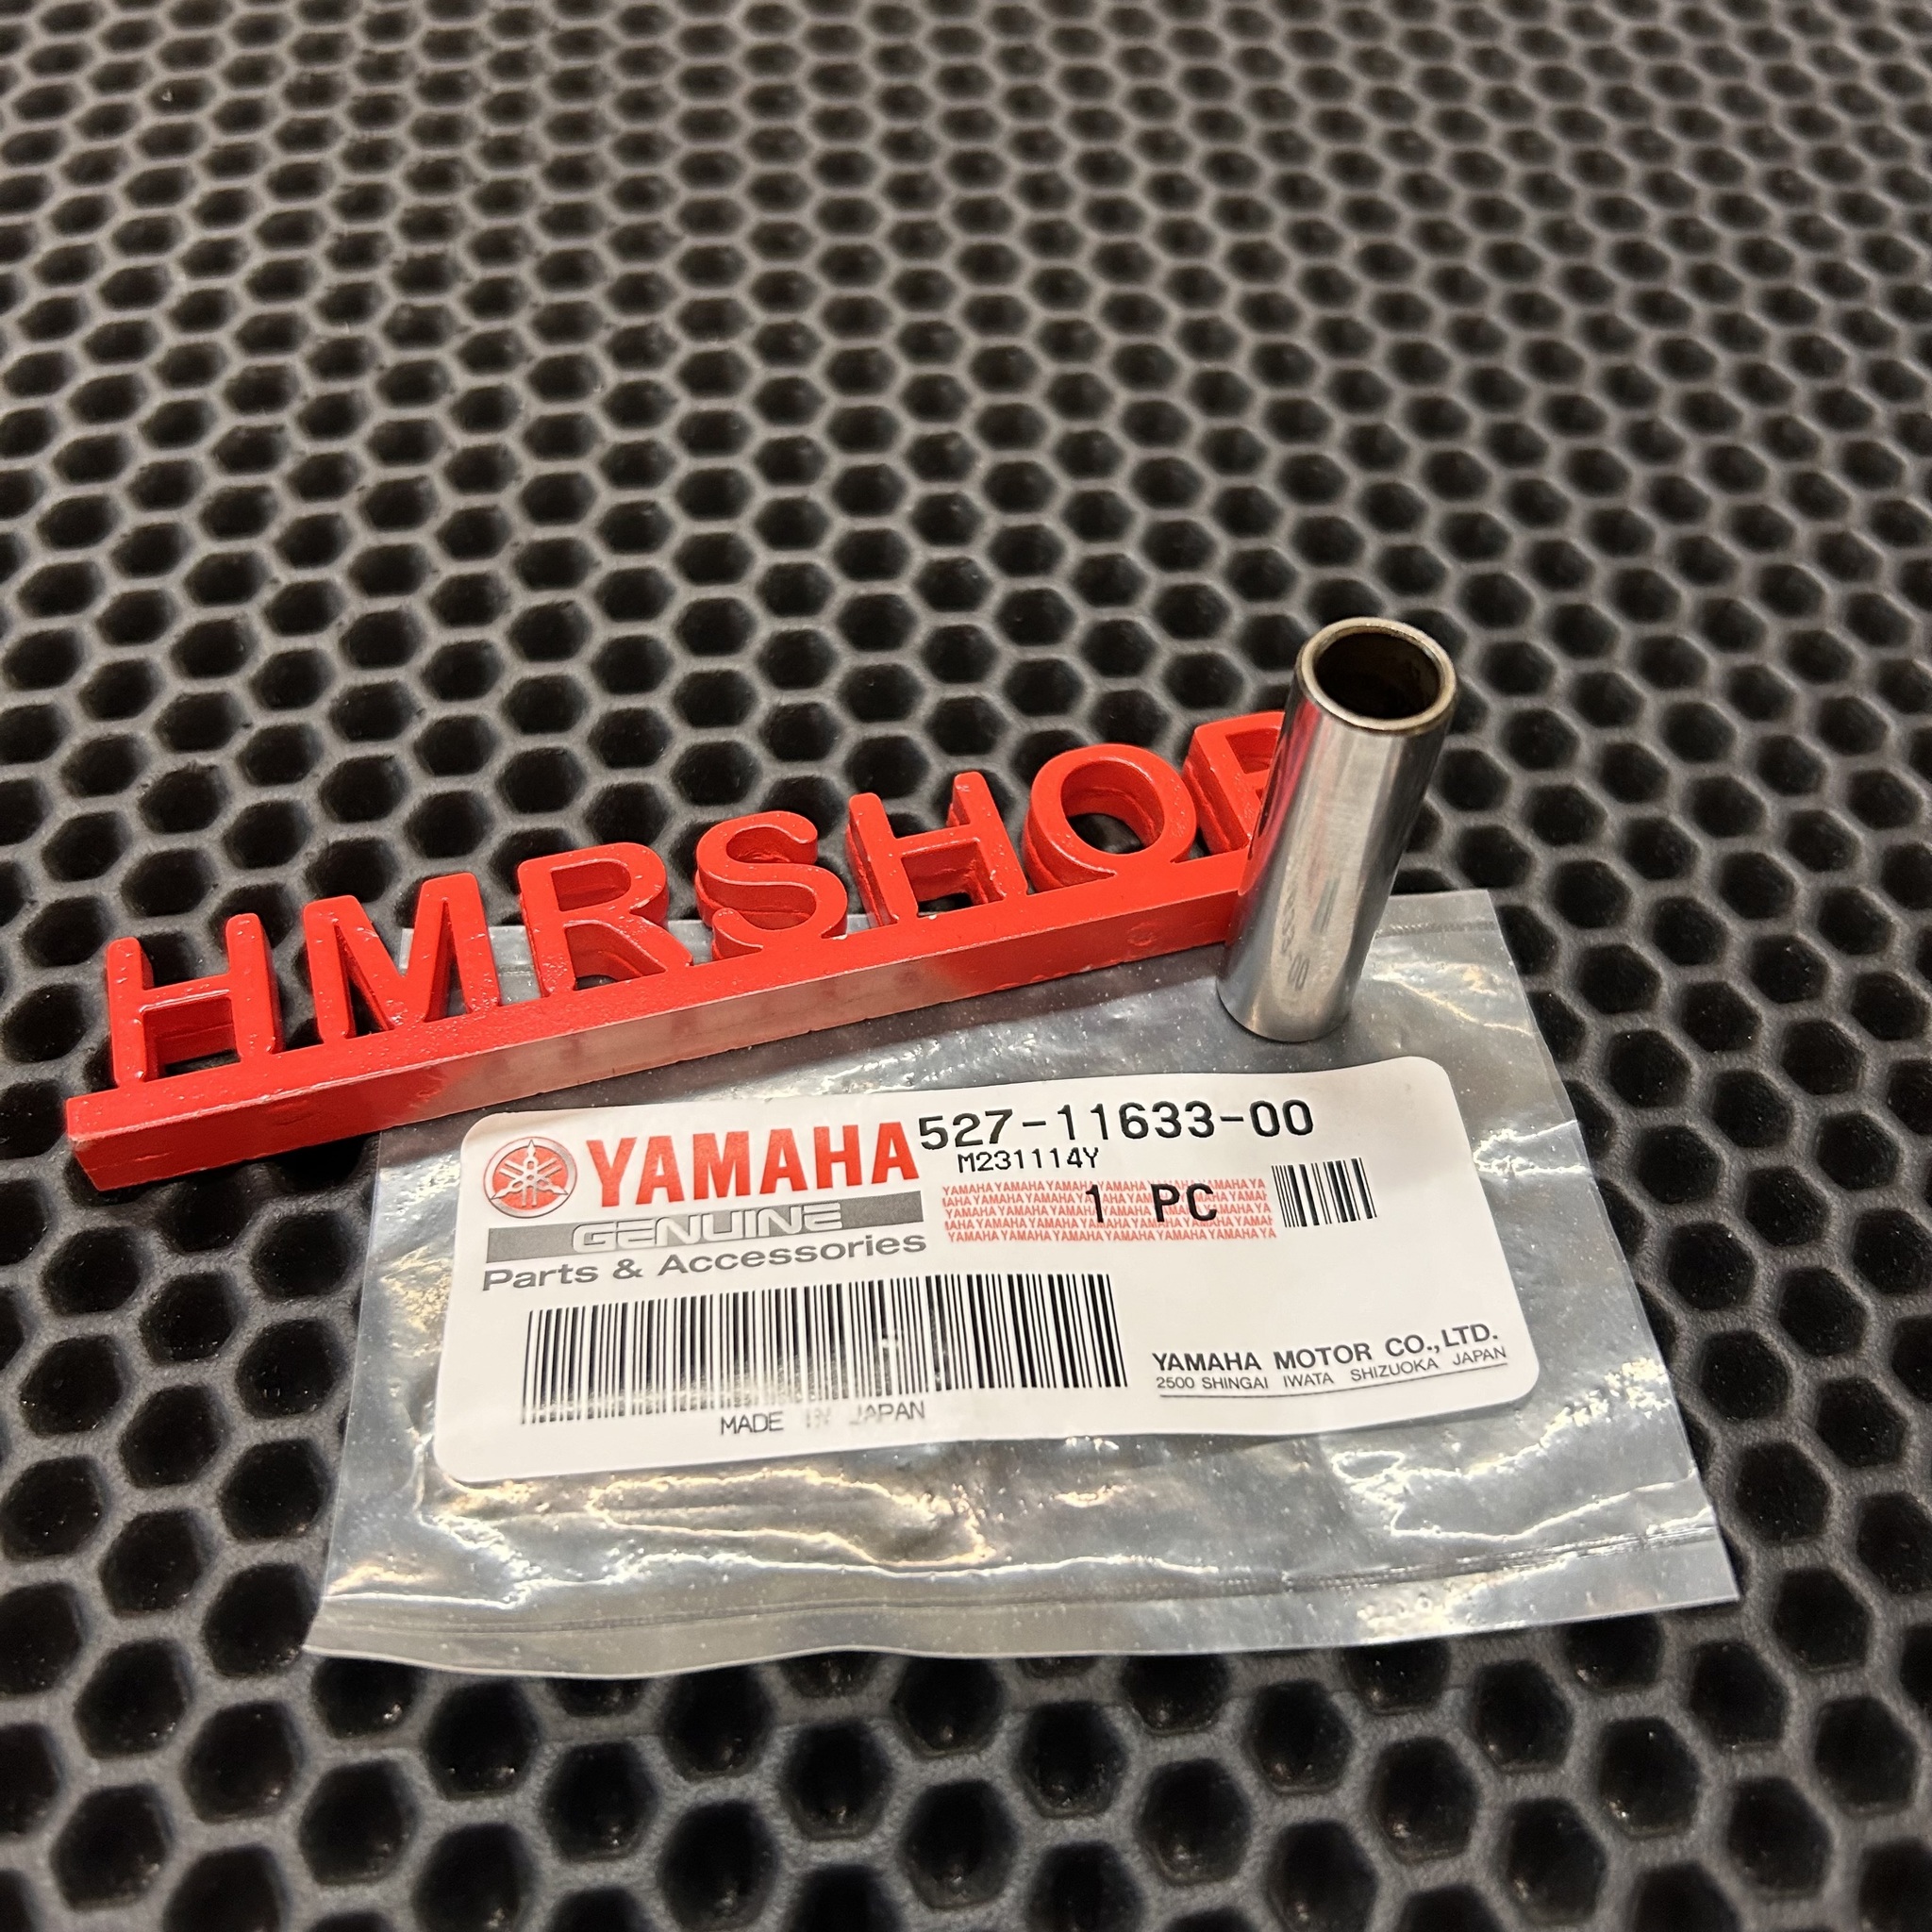 HMRSHOP
YAMAHA
GENUINE
Parts & Accessories
527-11633-00
M231114Y
1 PC
MADE IN JAPAN
YAMAHA MOTOR CO.,LTD.
2500 SHINGAI IWATA SHIZUOKA JAPAN